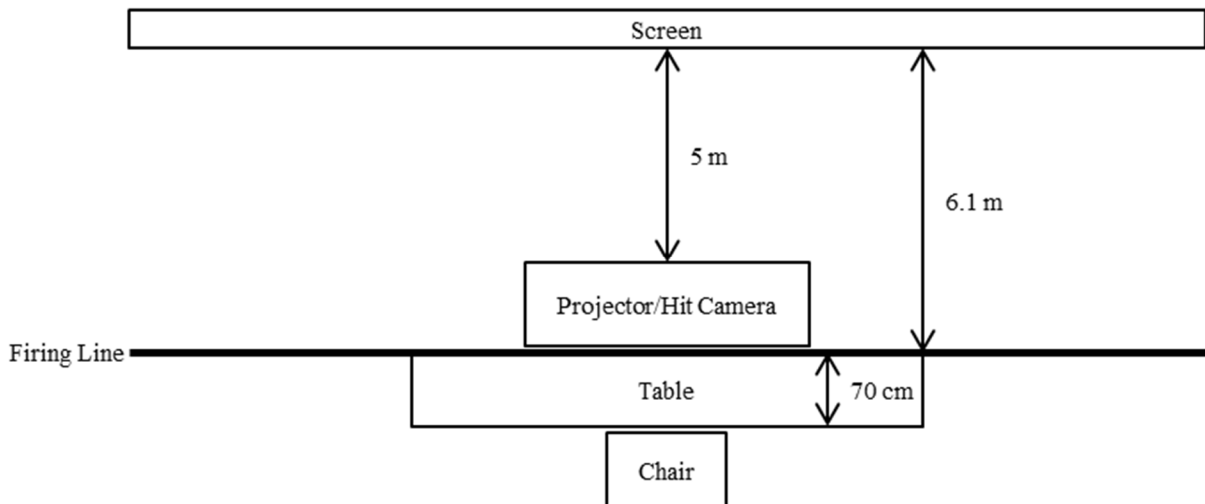 Screen
5 m
6.1 m
Projector/Hit Camera
Firing Line
Table
70 cm
Chair